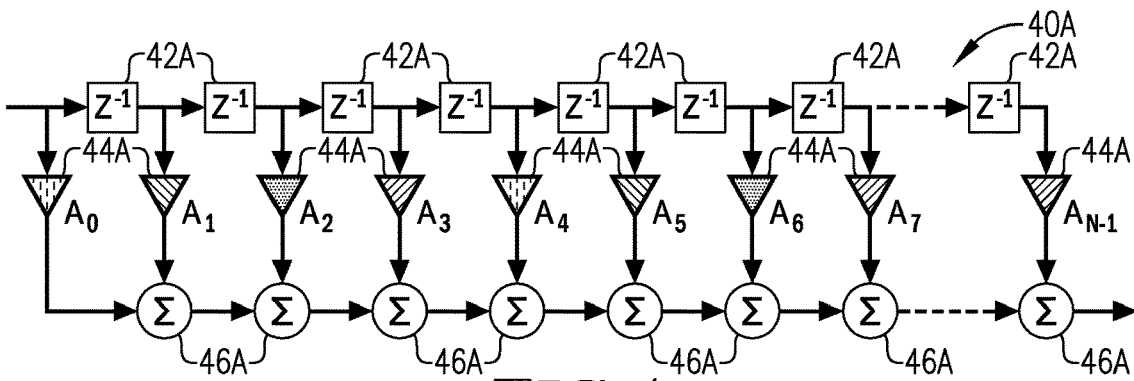 40A
42A 42A 42A 42A 42A
Z⁻¹ Z⁻¹ Z⁻¹ Z⁻¹ Z⁻¹ Z⁻¹ Z⁻¹ Z⁻¹
44A 44A 44A 44A 44A
A₀ A₁ A₂ A₃ A₄ A₅ A₆ A₇ A_N-1
Σ Σ Σ Σ Σ Σ Σ Σ
46A 46A 46A 46A 46A